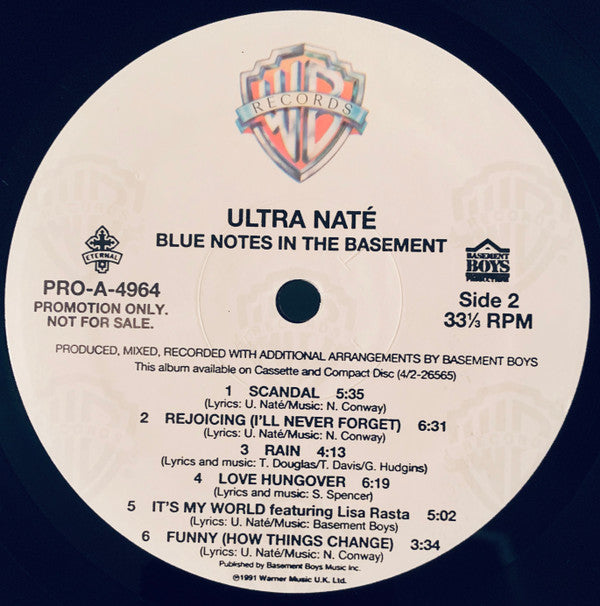 WB
RECORDS
ULTRA NATÉ
BLUE NOTES IN THE BASEMENT
ETERNAL
BASEMENT
BOYS
PRODUCTIONS
PRO-A-4964
PROMOTION ONLY.
NOT FOR SALE.
Side 2
33⅓ RPM
PRODUCED, MIXED, RECORDED WITH ADDITIONAL ARRANGEMENTS BY BASEMENT BOYS
This album available on Cassette and Compact Disc (4/2-26565)
1 SCANDAL 5:35
(Lyrics: U. Naté/Music: N. Conway)
2 REJOICING (I'LL NEVER FORGET) 6:31
(Lyrics: U. Naté/Music: N. Conway)
3 RAIN 4:13
(Lyrics and music: T. Douglas/T. Davis/G. Hudgins)
4 LOVE HUNGOVER 6:19
(Lyrics and music: S. Spencer)
5 IT'S MY WORLD featuring Lisa Rasta 5:02
(Lyrics: U. Naté/Music: Basement Boys)
6 FUNNY (HOW THINGS CHANGE) 3:34
(Lyrics: U. Naté/Music: N. Conway)
Published by Basement Boys Music Inc.
℗1991 Warner Music U.K. Ltd.